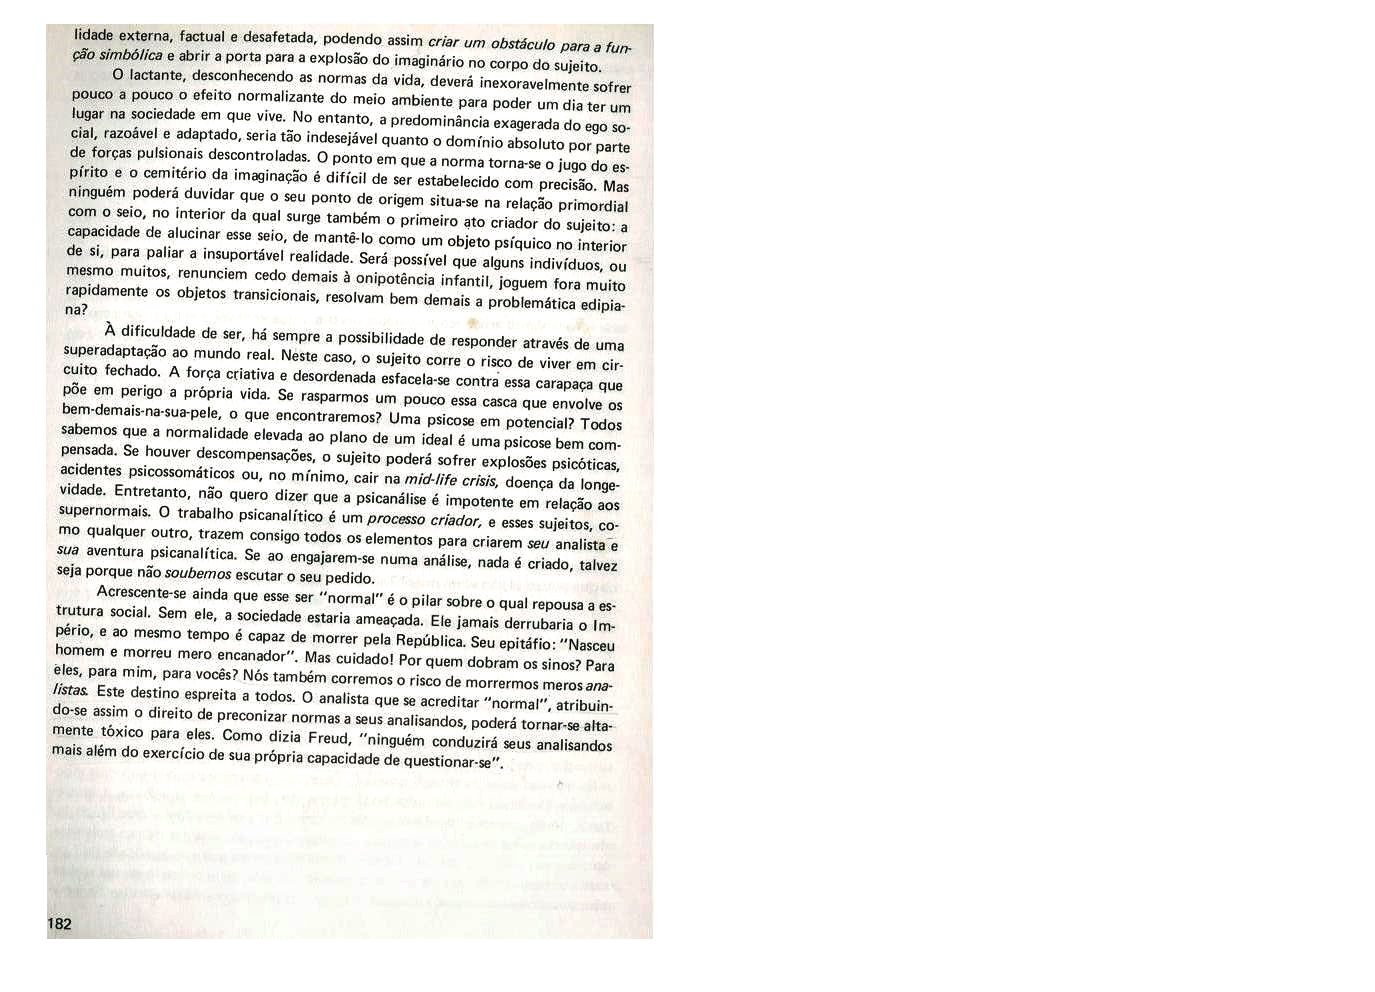 lidade externa, factual e desafetada, podendo assim criar um obstáculo para a fun-
ção simbólica e abrir a porta para a explosão do imaginário no corpo do sujeito.
O lactante, desconhecendo as normas da vida, deverá inexoravelmente sofrer
pouco a pouco o efeito normalizante do meio ambiente para poder um dia ter um
lugar na sociedade em que vive. No entanto, a predominância exagerada do ego so-
cial, razoável e adaptado, seria tão indesejável quanto o domínio absoluto por parte
de forças pulsionais descontroladas. O ponto em que a norma torna-se o jugo do es-
pírito e o cemitério da imaginação é difícil de ser estabelecido com precisão. Mas
ninguém poderá duvidar que o seu ponto de origem situa-se na relação primordial
com o seio, no interior da qual surge também o primeiro ato criador do sujeito: a
capacidade de alucinar esse seio, de mantê-lo como um objeto psíquico no interior
de si, para paliar a insuportável realidade. Será possível que alguns indivíduos, ou
mesmo muitos, renunciem cedo demais à onipotência infantil, joguem fora muito
rapidamente os objetos transicionais, resolvam bem demais a problemática edipia-
na?
À dificuldade de ser, há sempre a possibilidade de responder através de uma
superadaptação ao mundo real. Neste caso, o sujeito corre o risco de viver em cir-
cuito fechado. A força criativa e desordenada esfacela-se contra essa carapaça que
põe em perigo a própria vida. Se rasparmos um pouco essa casca que envolve os
bem-demais-na-sua-pele, o que encontraremos? Uma psicose em potencial? Todos
sabemos que a normalidade elevada ao plano de um ideal é uma psicose bem com-
pensada. Se houver descompensações, o sujeito poderá sofrer explosões psicóticas,
acidentes psicossomáticos ou, no mínimo, cair na mid-life crisis, doença da longe-
vidade. Entretanto, não quero dizer que a psicanálise é impotente em relação aos
supernormais. O trabalho psicanalítico é um processo criador, e esses sujeitos, co-
mo qualquer outro, trazem consigo todos os elementos para criarem seu analista e
sua aventura psicanalítica. Se ao engajarem-se numa análise, nada é criado, talvez
seja porque não soubemos escutar o seu pedido.
Acrescente-se ainda que esse ser "normal" é o pilar sobre o qual repousa a es-
trutura social. Sem ele, a sociedade estaria ameaçada. Ele jamais derrubaria o Im-
pério, e ao mesmo tempo é capaz de morrer pela República. Seu epitáfio: "Nasceu
homem e morreu mero encanador". Mas cuidado! Por quem dobram os sinos? Para
eles, para mim, para vocês? Nós também corremos o risco de morrermos meros ana-
listas. Este destino espreita a todos. O analista que se acreditar "normal", atribuin-
do-se assim o direito de preconizar normas a seus analisandos, poderá tornar-se alta-
mente tóxico para eles. Como dizia Freud, "ninguém conduzirá seus analisandos
mais além do exercício de sua própria capacidade de questionar-se".
182